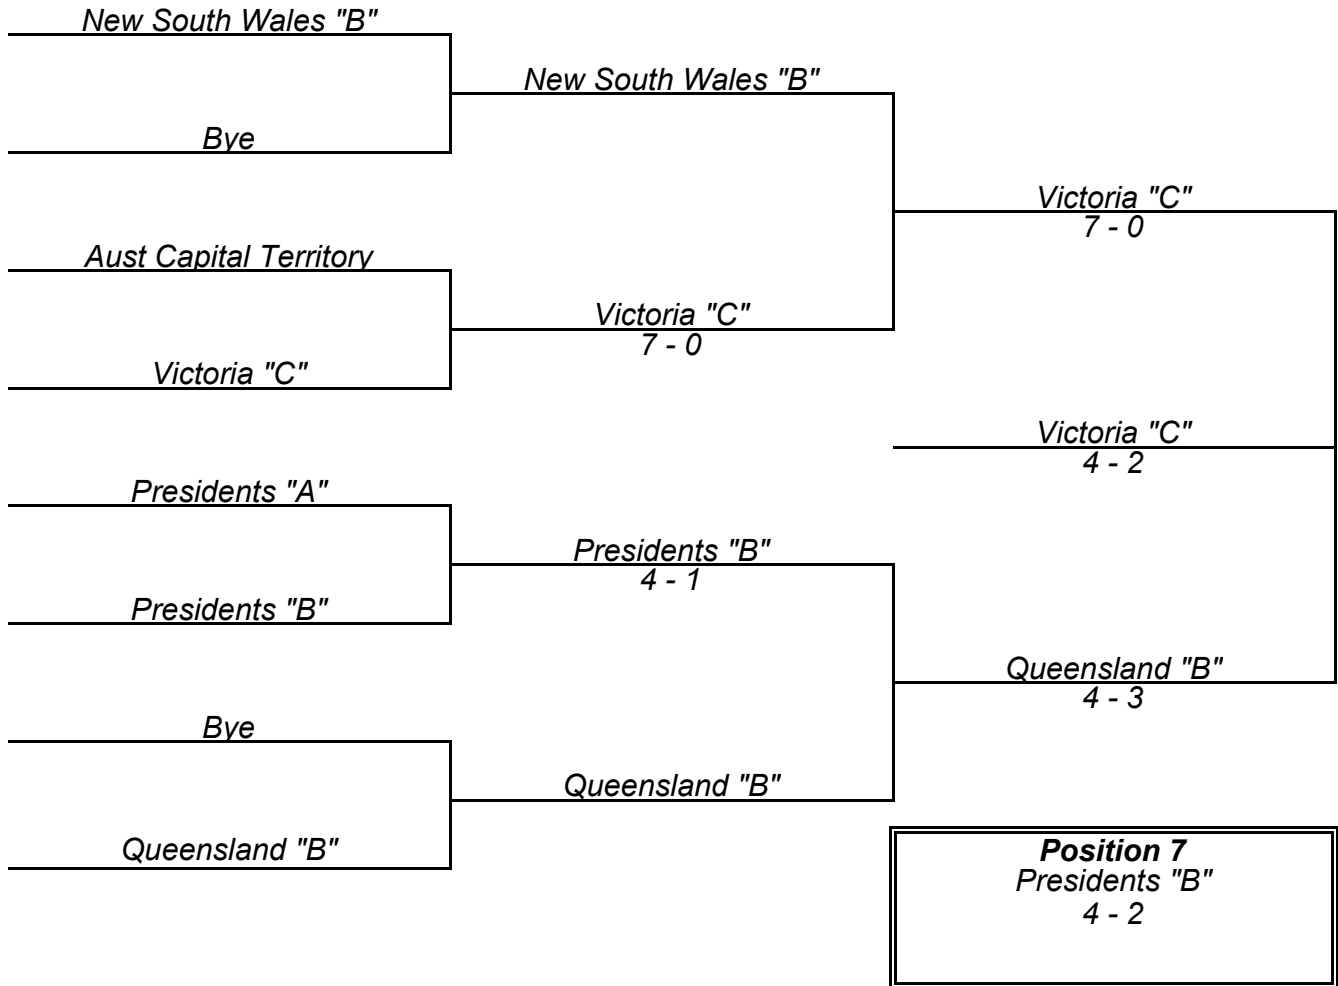 New South Wales "B"
New South Wales "B"
Bye
Victoria "C"
7 - 0
Aust Capital Territory
Victoria "C"
7 - 0
Victoria "C"
Victoria "C"
4 - 2
Presidents "A"
Presidents "B"
4 - 1
Presidents "B"
Queensland "B"
4 - 3
Bye
Queensland "B"
Queensland "B"
Position 7
Presidents "B"
4 - 2